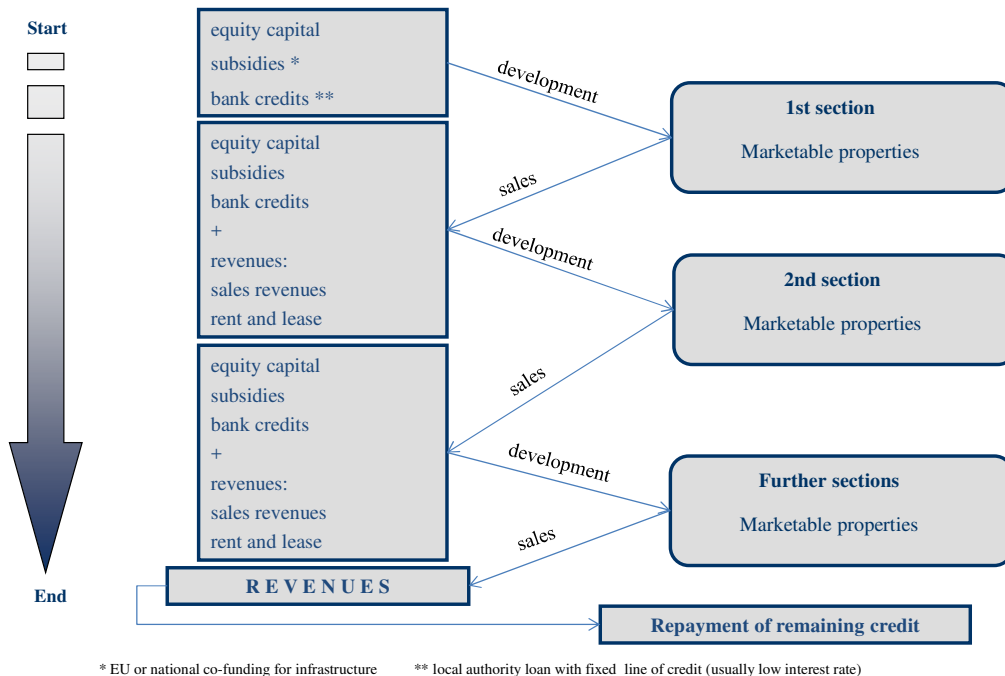 Start
equity capital
subsidies *
bank credits **
development
1st section
Marketable properties
sales
equity capital
subsidies
bank credits
+
revenues:
sales revenues
rent and lease
development
2nd section
Marketable properties
sales
equity capital
subsidies
bank credits
+
revenues:
sales revenues
rent and lease
development
Further sections
Marketable properties
sales
End
REVENUES
Repayment of remaining credit
* EU or national co-funding for infrastructure ** local authority loan with fixed line of credit (usually low interest rate)